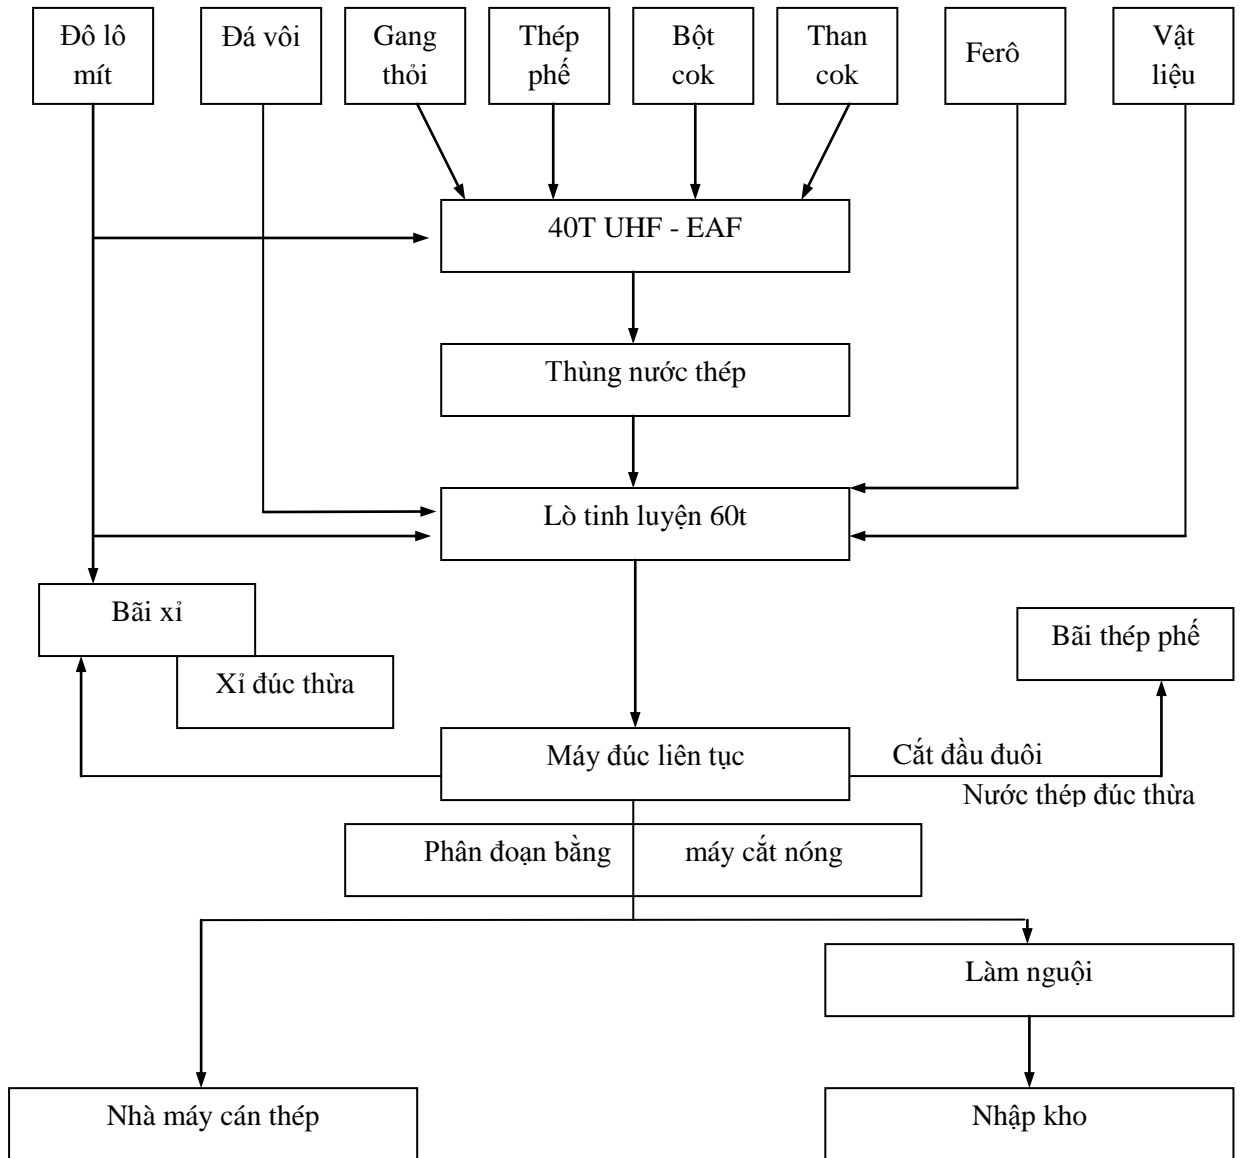 Đô lô
mít
Đá vôi
Gang
thỏi
Thép
phế
Bột
cok
Than
cok
Ferô
Vật
liệu
40T UHF - EAF
Thùng nước thép
Lò tinh luyện 60t
Bãi xỉ
Xỉ đúc thừa
Bãi thép phế
Máy đúc liên tục
Cắt đầu đuôi
Nước thép đúc thừa
Phân đoạn bằng máy cắt nóng
Làm nguội
Nhà máy cán thép
Nhập kho